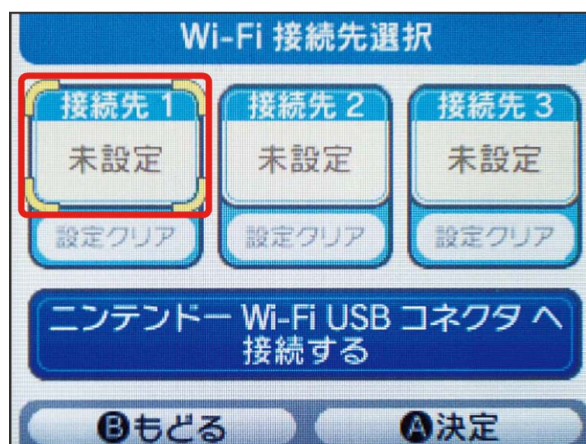 Wi-Fi 接続先選択
接続先 1
接続先 2
接続先 3
未設定
未設定
未設定
設定クリア
設定クリア
設定クリア
ニンテンドー Wi-Fi USB コネクタ へ
接続する
Ⓑもどる
Ⓐ決定